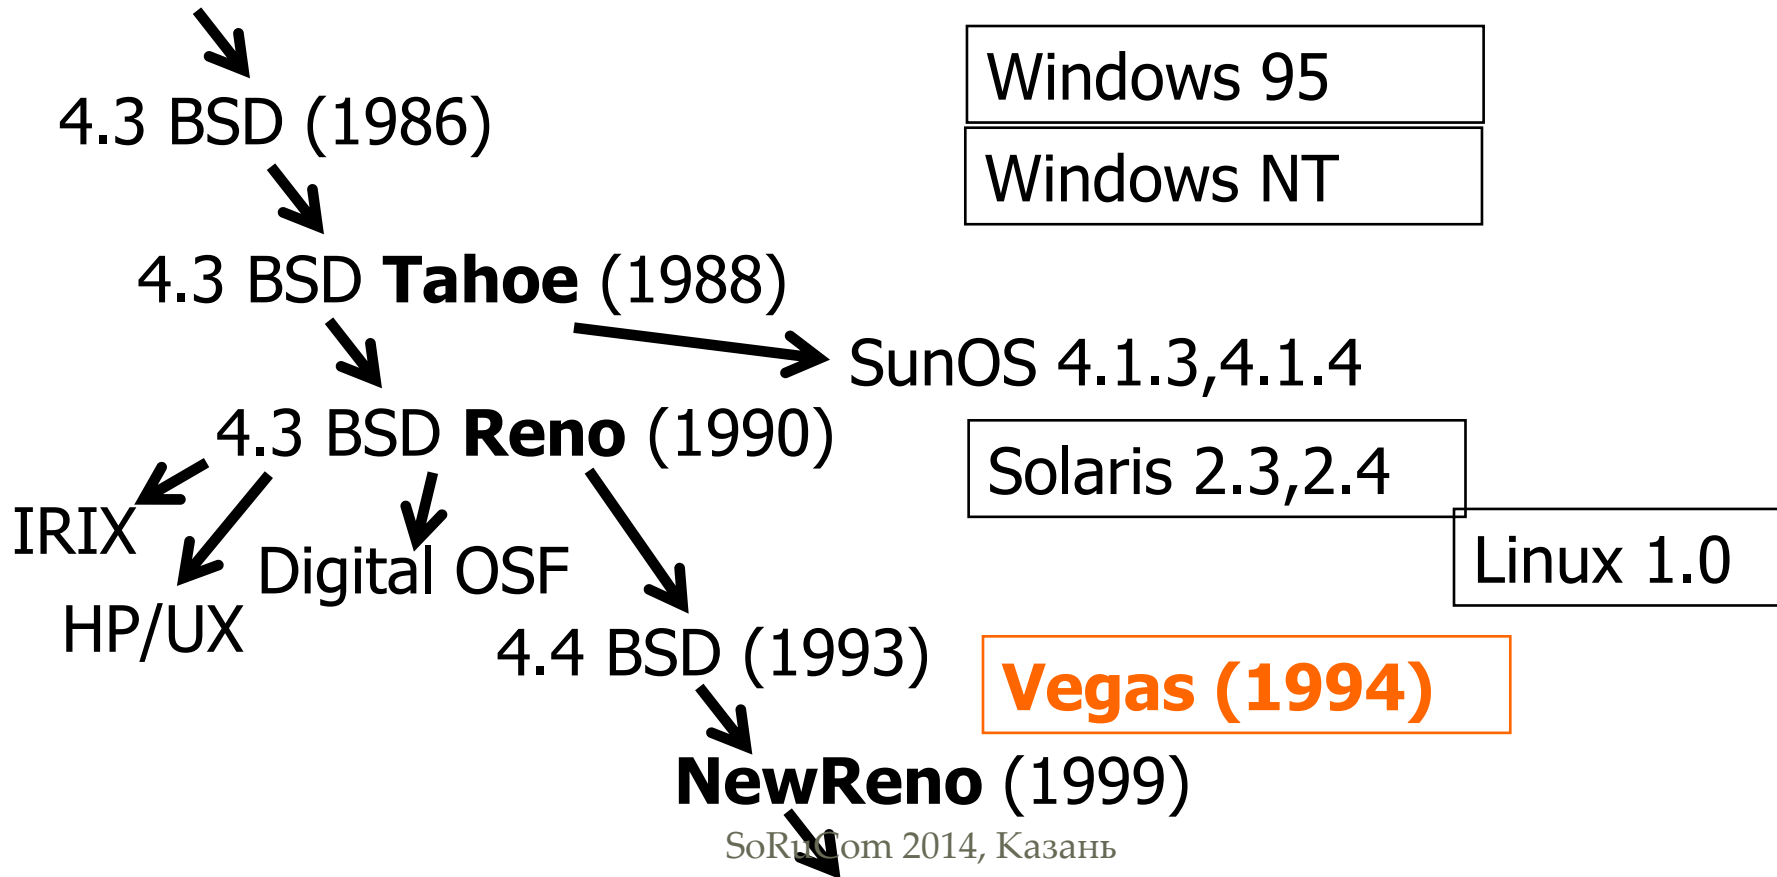 Windows 95
4.3 BSD (1986)
Windows NT
4.3 BSD Tahoe (1988)
SunOS 4.1.3,4.1.4
4.3 BSD Reno (1990)
Solaris 2.3,2.4
IRIX
Linux 1.0
Digital OSF
HP/UX
4.4 BSD (1993)
Vegas (1994)
NewReno (1999)
SoRuCom 2014, Казань